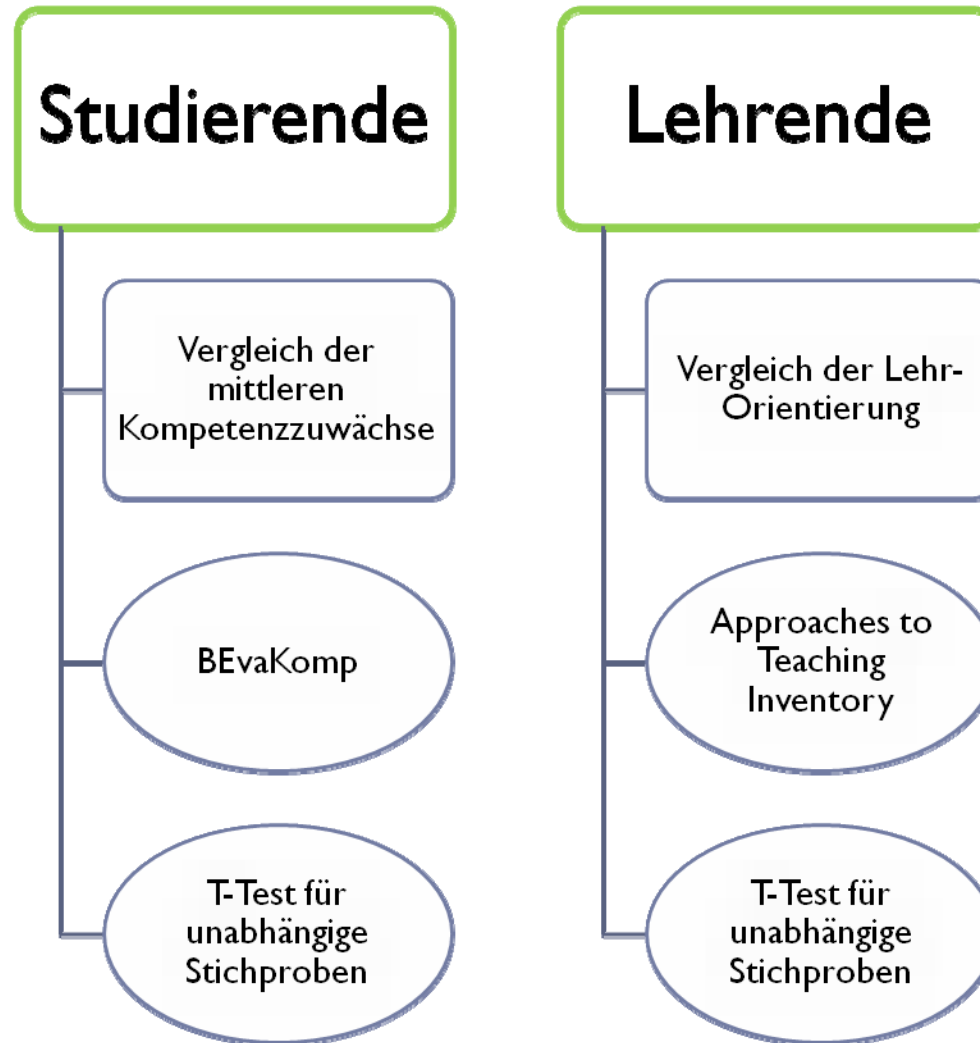 Studierende
Vergleich der
mittleren
Kompetenzzuwächse
BEvaKomp
T-Test für
unabhängige
Stichproben
Lehrende
Vergleich der Lehr-
Orientierung
Approaches to
Teaching
Inventory
T-Test für
unabhängige
Stichproben